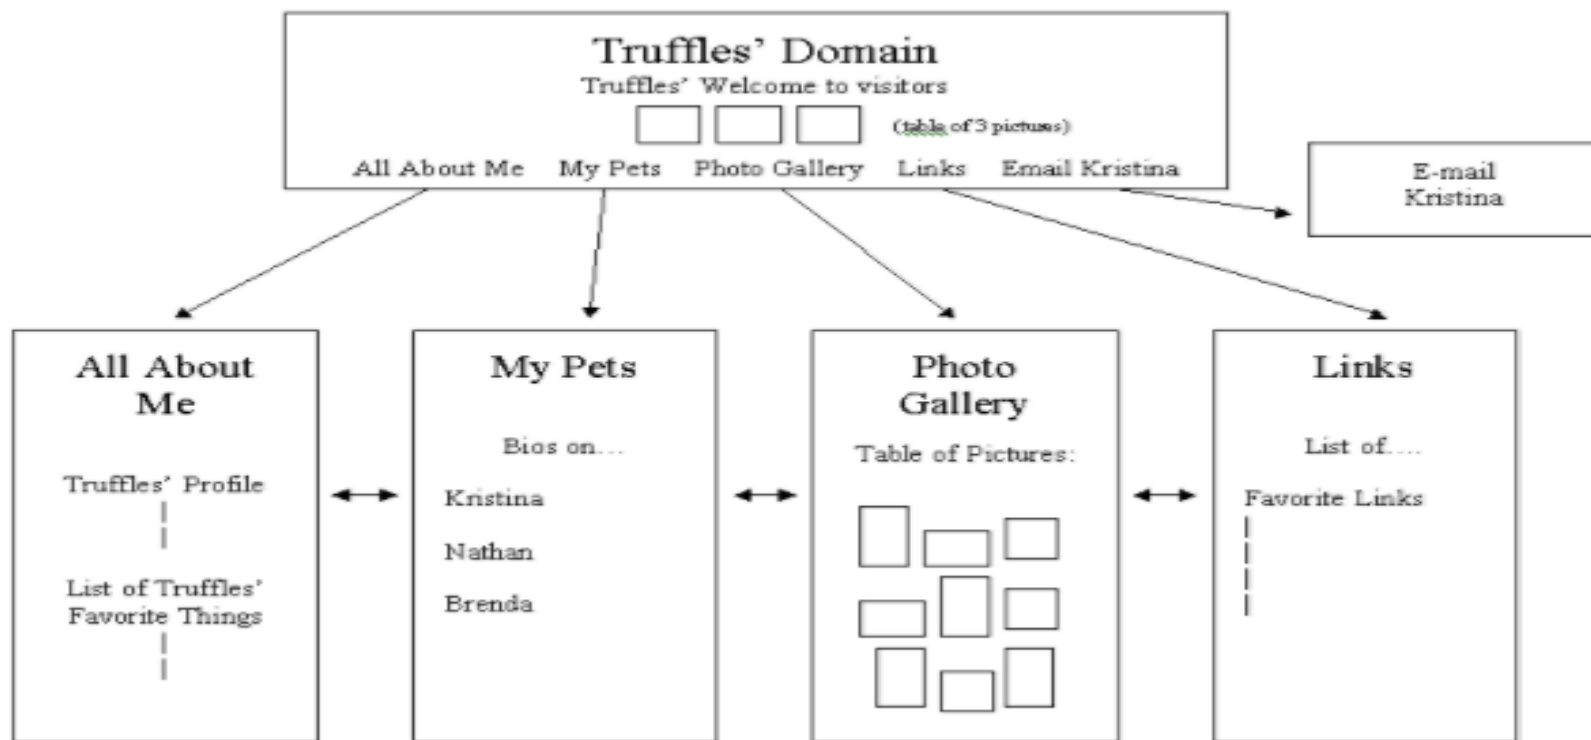 Truffles' Domain
Truffles' Welcome to visitors
(table of 3 pictures)
All About Me My Pets Photo Gallery Links Email Kristina
E-mail
Kristina
All About
Me
Truffles' Profile
List of Truffles'
Favorite Things
My Pets
Bios on...
Kristina
Nathan
Brenda
Photo
Gallery
Table of Pictures:
Links
List of....
Favorite Links